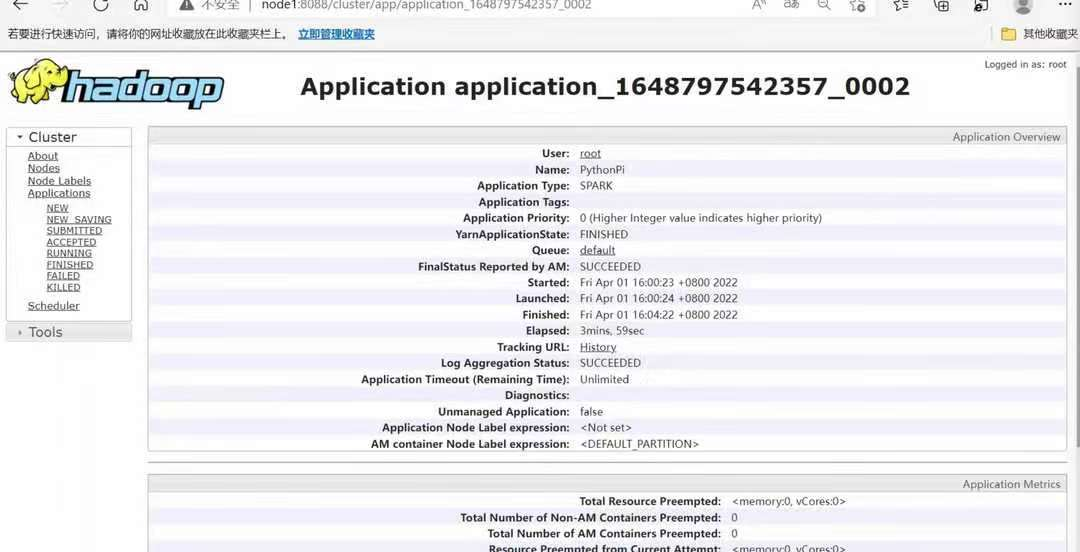 不安全 node1:8088/cluster/app/application_1648797542357_0002
若要进行快速访问，请将你的网址收藏放在此收藏夹栏上。 立即管理收藏夹 其他收藏夹
Logged in as: root
hadoop
Application application_1648797542357_0002
Cluster
About
Nodes
Node Labels
Applications
NEW
NEW_SAVING
SUBMITTED
ACCEPTED
RUNNING
FINISHED
FAILED
KILLED
Scheduler
Tools
Application Overview
User: root
Name: PythonPi
Application Type: SPARK
Application Tags:
Application Priority: 0 (Higher Integer value indicates higher priority)
YarnApplicationState: FINISHED
Queue: default
FinalStatus Reported by AM: SUCCEEDED
Started: Fri Apr 01 16:00:23 +0800 2022
Launched: Fri Apr 01 16:00:24 +0800 2022
Finished: Fri Apr 01 16:04:22 +0800 2022
Elapsed: 3mins, 59sec
Tracking URL: History
Log Aggregation Status: SUCCEEDED
Application Timeout (Remaining Time): Unlimited
Diagnostics:
Unmanaged Application: false
Application Node Label expression: <Not set>
AM container Node Label expression: <DEFAULT_PARTITION>
Application Metrics
Total Resource Preempted: <memory:0, vCores:0>
Total Number of Non-AM Containers Preempted: 0
Total Number of AM Containers Preempted: 0
Resource Preempted from Current Attempt: <memory:0, vCores:0>